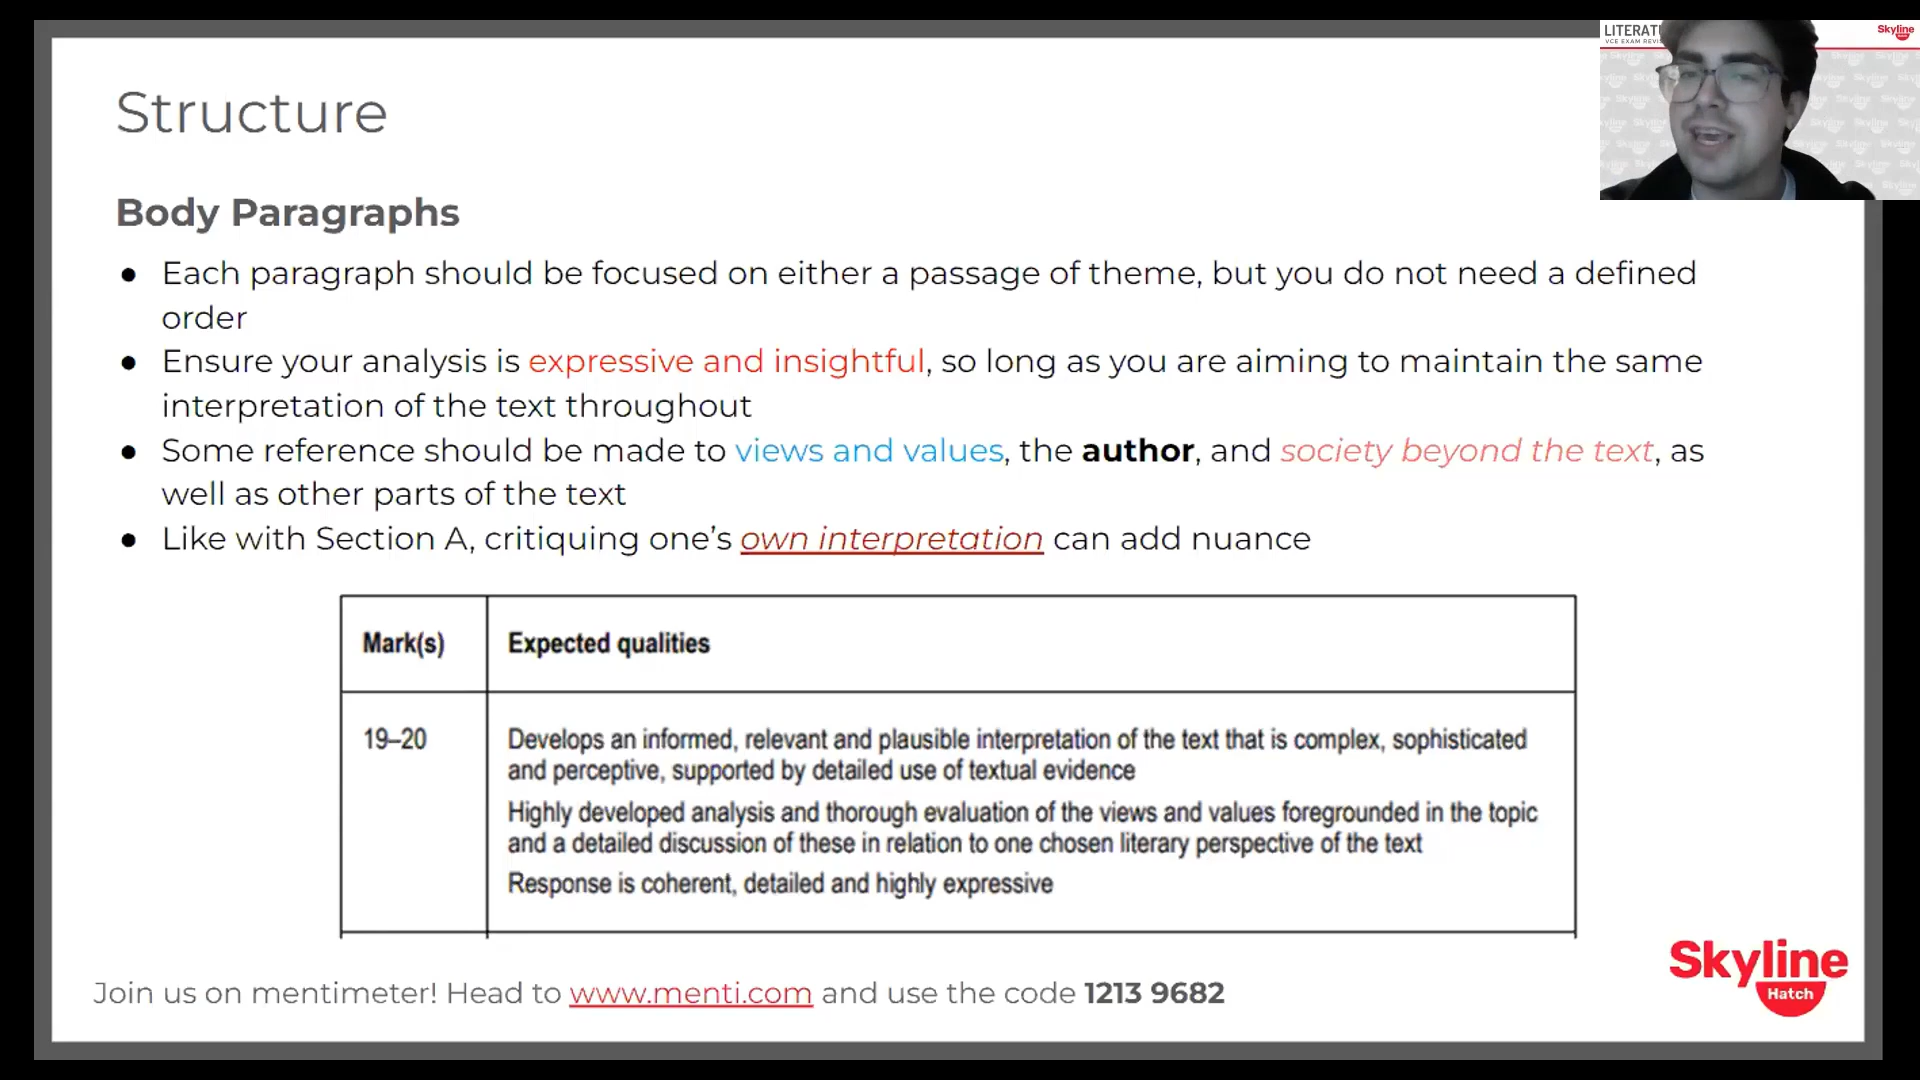 Structure
LITERATU
VCE EXAM REVIS
Skyline
Body Paragraphs
● Each paragraph should be focused on either a passage of theme, but you do not need a defined
order
● Ensure your analysis is expressive and insightful, so long as you are aiming to maintain the same
interpretation of the text throughout
● Some reference should be made to views and values, the author, and society beyond the text, as
well as other parts of the text
● Like with Section A, critiquing one’s own interpretation can add nuance
Mark(s) Expected qualities
19–20 Develops an informed, relevant and plausible interpretation of the text that is complex, sophisticated
and perceptive, supported by detailed use of textual evidence
Highly developed analysis and thorough evaluation of the views and values foregrounded in the topic
and a detailed discussion of these in relation to one chosen literary perspective of the text
Response is coherent, detailed and highly expressive
Join us on mentimeter! Head to www.menti.com and use the code 1213 9682
Skyline
Hatch